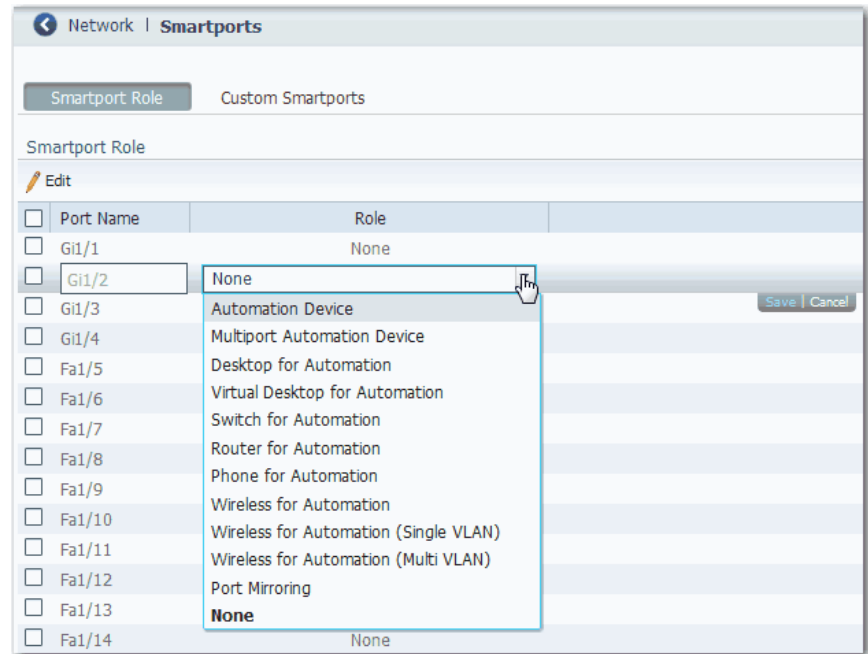 Network | Smartports
Smartport Role Custom Smartports
Smartport Role
Edit
Port Name Role
Gi1/1 None
Gi1/2 None
Gi1/3
Save | Cancel
Gi1/4
Fa1/5
Fa1/6
Fa1/7
Fa1/8
Fa1/9
Fa1/10
Fa1/11
Fa1/12
Fa1/13
Fa1/14 None
Automation Device
Multiport Automation Device
Desktop for Automation
Virtual Desktop for Automation
Switch for Automation
Router for Automation
Phone for Automation
Wireless for Automation
Wireless for Automation (Single VLAN)
Wireless for Automation (Multi VLAN)
Port Mirroring
None